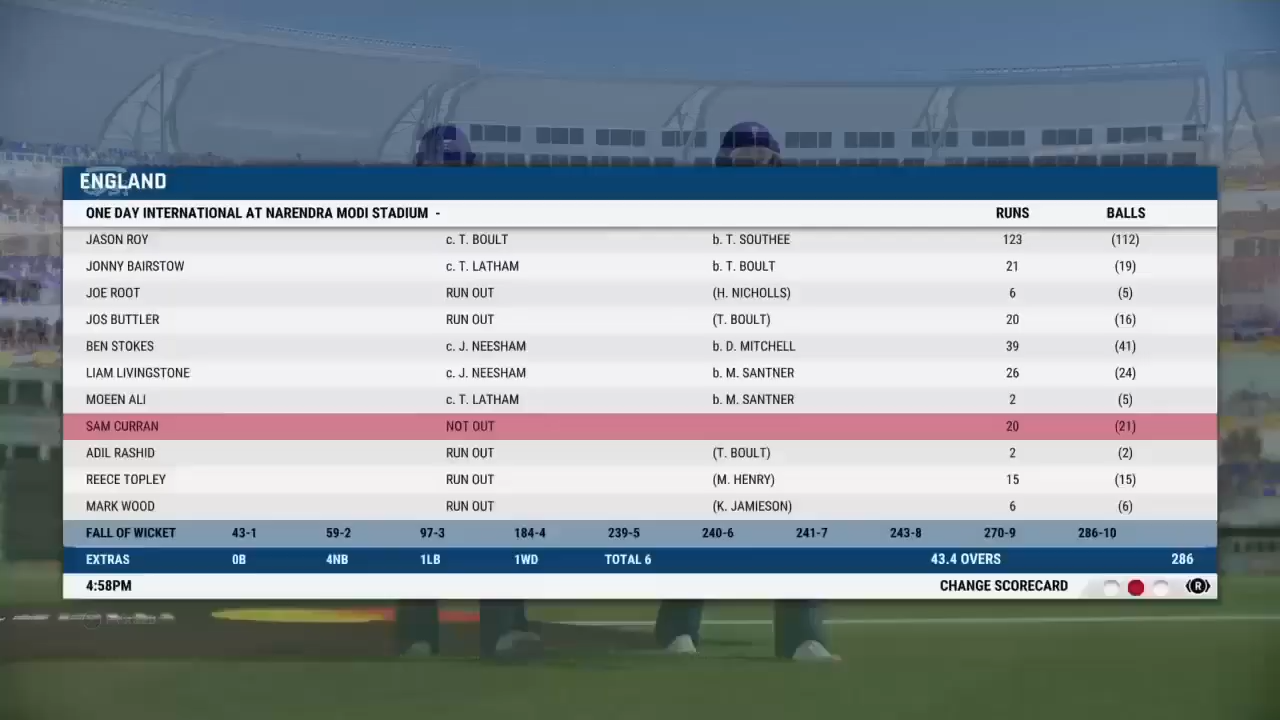 ENGLAND
ONE DAY INTERNATIONAL AT NARENDRA MODI STADIUM - RUNS BALLS
JASON ROY c. T. BOULT b. T. SOUTHEE 123 (112)
JONNY BAIRSTOW c. T. LATHAM b. T. BOULT 21 (19)
JOE ROOT RUN OUT (H. NICHOLLS) 6 (5)
JOS BUTTLER RUN OUT (T. BOULT) 20 (16)
BEN STOKES c. J. NEESHAM b. D. MITCHELL 39 (41)
LIAM LIVINGSTONE c. J. NEESHAM b. M. SANTNER 26 (24)
MOEEN ALI c. T. LATHAM b. M. SANTNER 2 (5)
SAM CURRAN NOT OUT 20 (21)
ADIL RASHID RUN OUT (T. BOULT) 2 (2)
REECE TOPLEY RUN OUT (M. HENRY) 15 (15)
MARK WOOD RUN OUT (K. JAMIESON) 6 (6)
FALL OF WICKET 43-1 59-2 97-3 184-4 239-5 240-6 241-7 243-8 270-9 286-10
EXTRAS 0B 4NB 1LB 1WD TOTAL 6 43.4 OVERS 286
4:58PM CHANGE SCORECARD R